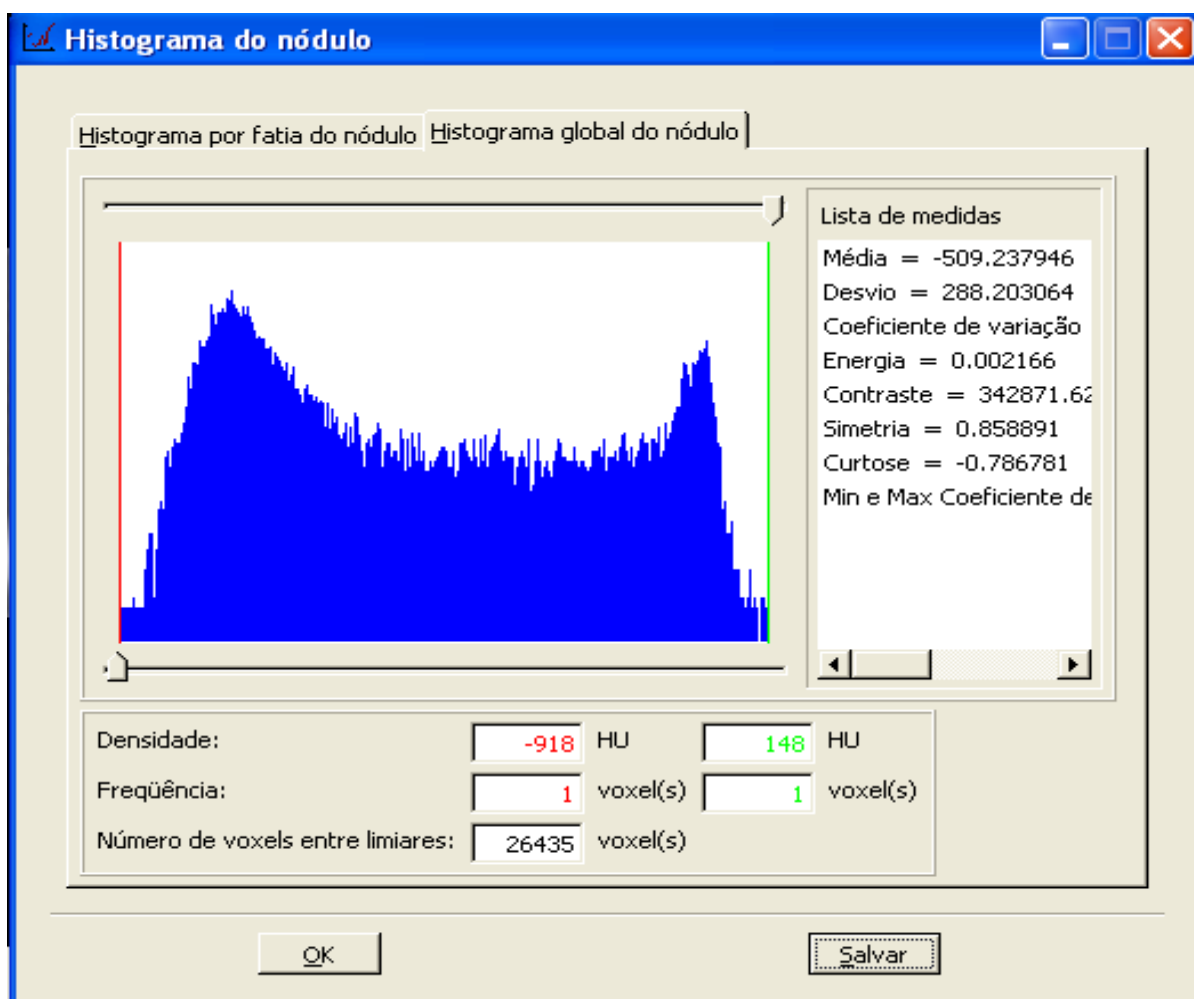 Histograma do nódulo
Histograma por fatia do nódulo Histograma global do nódulo
Lista de medidas
Média = -509.237946
Desvio = 288.203064
Coeficiente de variação
Energia = 0.002166
Contraste = 342871.62
Simetria = 0.858891
Curtose = -0.786781
Min e Max Coeficiente de
Densidade: -918 HU 148 HU
Freqüência: 1 voxel(s) 1 voxel(s)
Número de voxels entre limiares: 26435 voxel(s)
OK Salvar